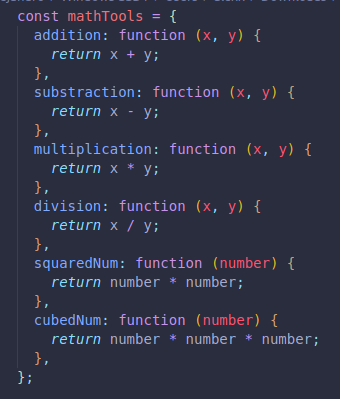 const mathTools = {
  addition: function (x, y) {
    return x + y;
  },
  substraction: function (x, y) {
    return x - y;
  },
  multiplication: function (x, y) {
    return x * y;
  },
  division: function (x, y) {
    return x / y;
  },
  squaredNum: function (number) {
    return number * number;
  },
  cubedNum: function (number) {
    return number * number * number;
  },
};